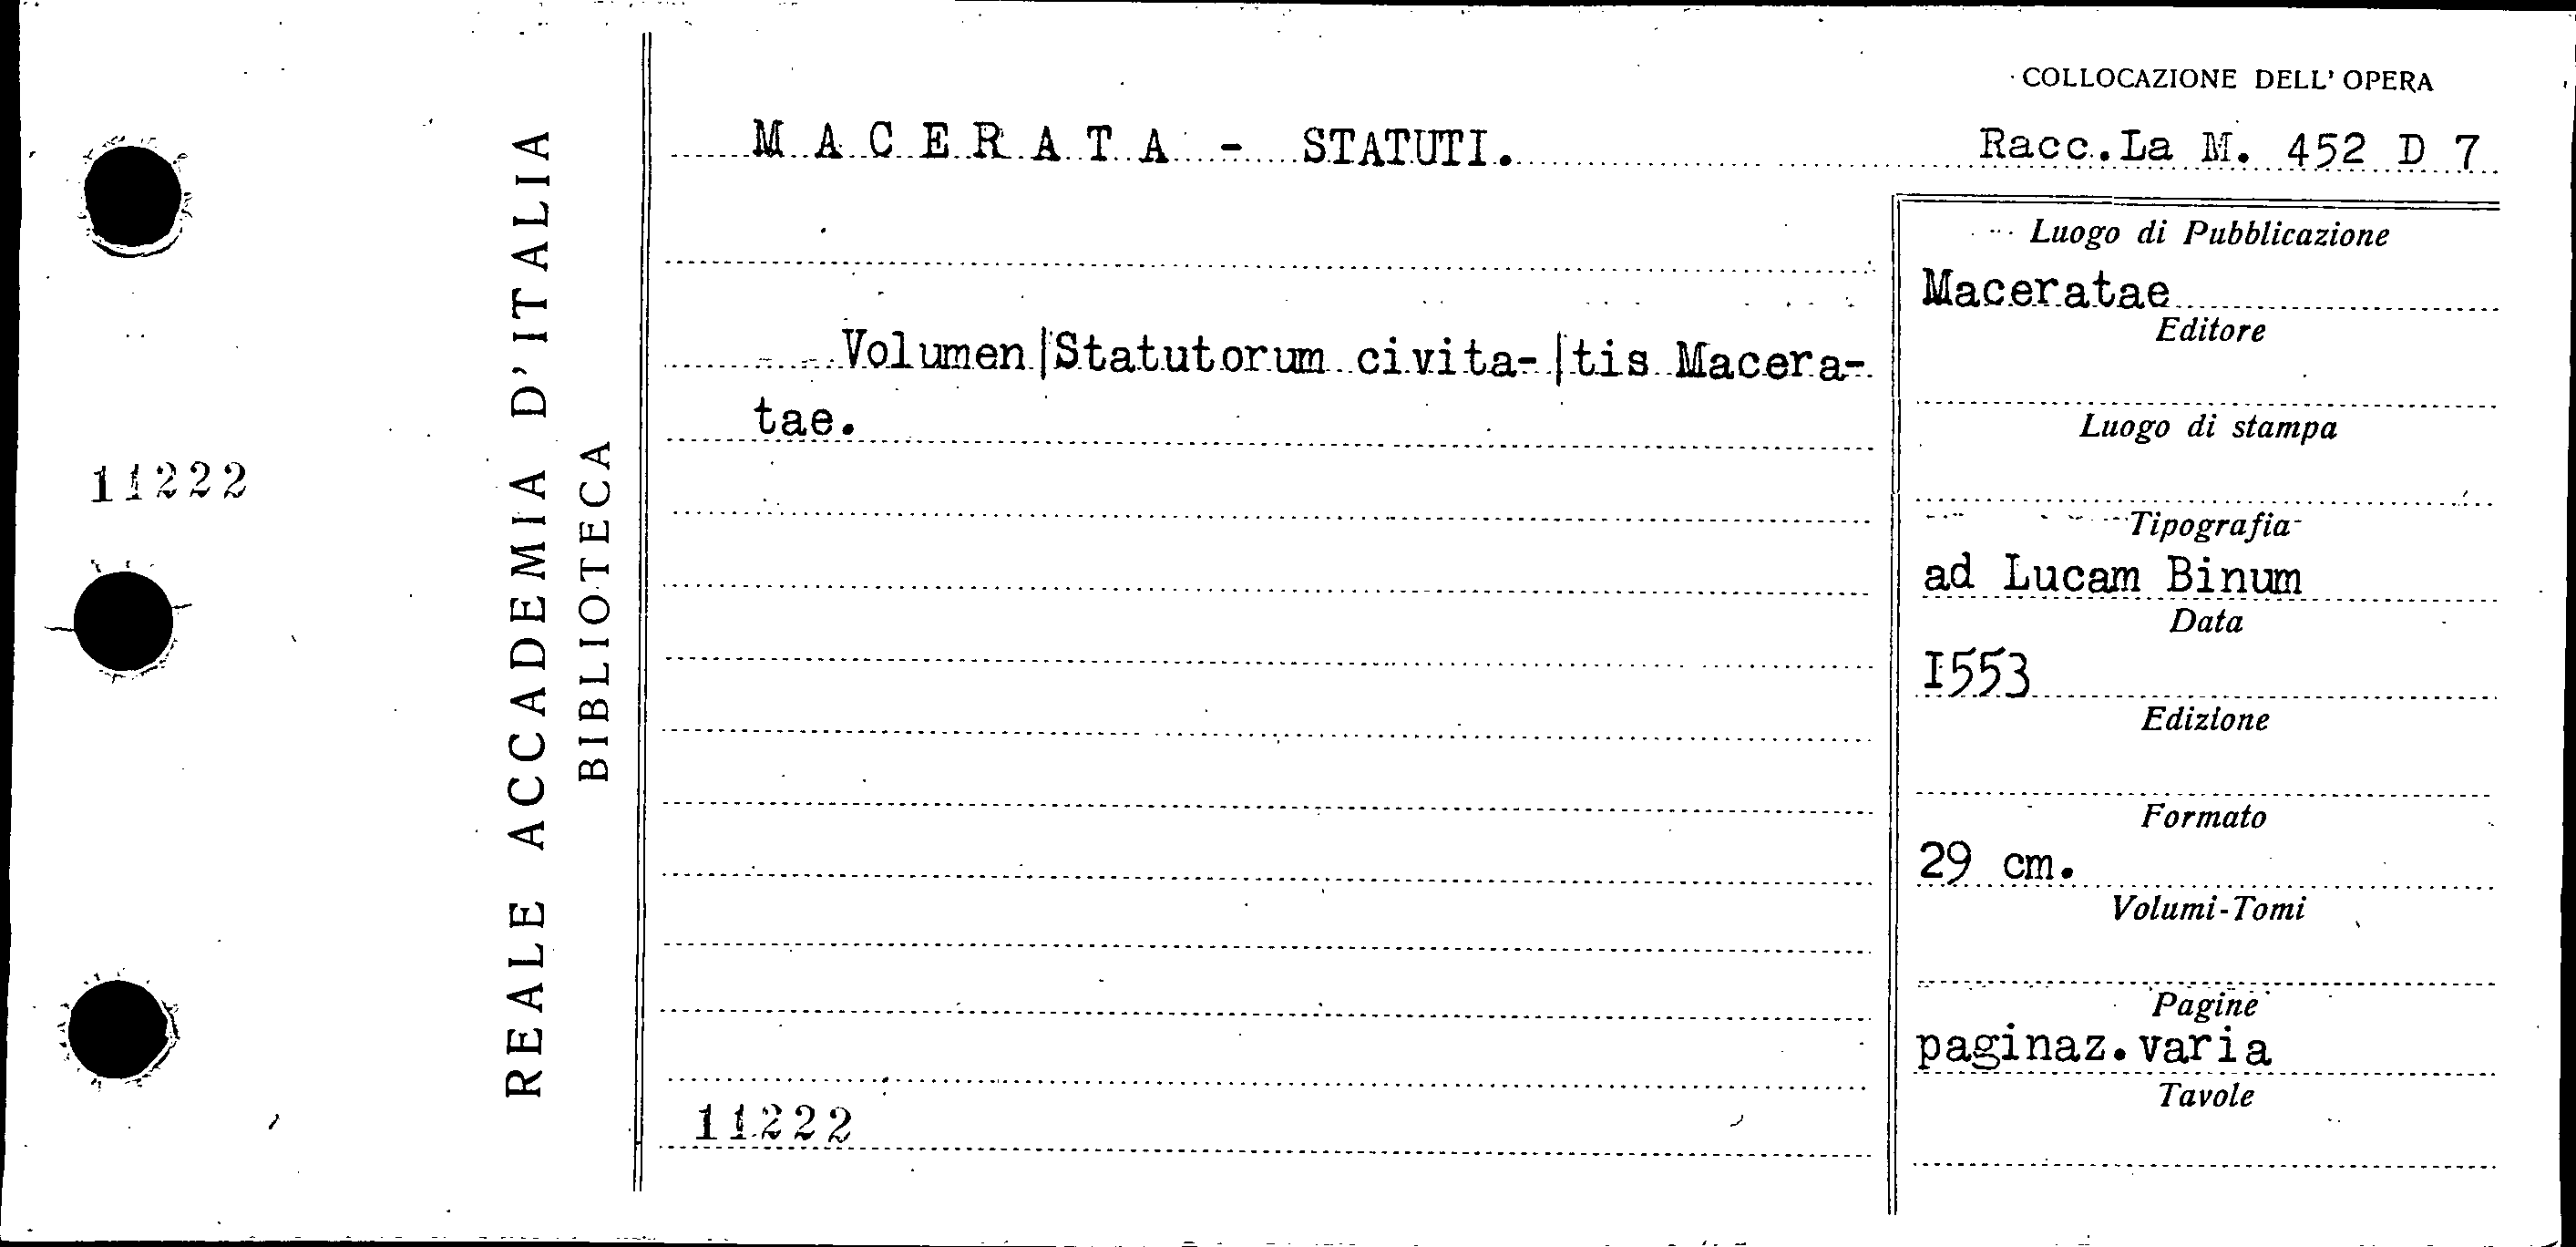 REALE ACCADEMIA D'ITALIA
BIBLIOTECA
11222
COLLOCAZIONE DELL'OPERA
MACERATA - STATUTI.
Racc.La M. 452 D 7
Volumen|Statutorum civita-|tis Macera-
tae.
11222
Luogo di Pubblicazione
Maceratae
Editore
Luogo di stampa
Tipografia
ad Lucam Binum
Data
I553
Edizione
Formato
29 cm.
Volumi-Tomi
Pagine
paginaz.varia
Tavole